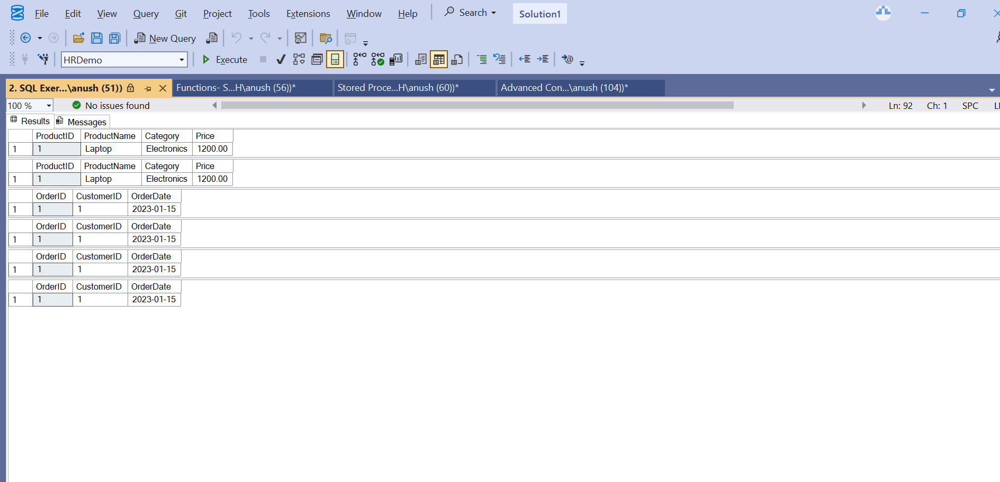 File Edit View Query Git Project Tools Extensions Window Help Search Solution1
New Query
HRDemo Execute
2. SQL Exer...\anush (51)) Functions- S...H\anush (56))* Stored Proce...H\anush (60))* Advanced Con...\anush (104))*
100 % No issues found Ln: 92 Ch: 1 SPC
Results Messages
ProductID ProductName Category Price
1 1 Laptop Electronics 1200.00
ProductID ProductName Category Price
1 1 Laptop Electronics 1200.00
OrderID CustomerID OrderDate
1 1 1 2023-01-15
OrderID CustomerID OrderDate
1 1 1 2023-01-15
OrderID CustomerID OrderDate
1 1 1 2023-01-15
OrderID CustomerID OrderDate
1 1 1 2023-01-15